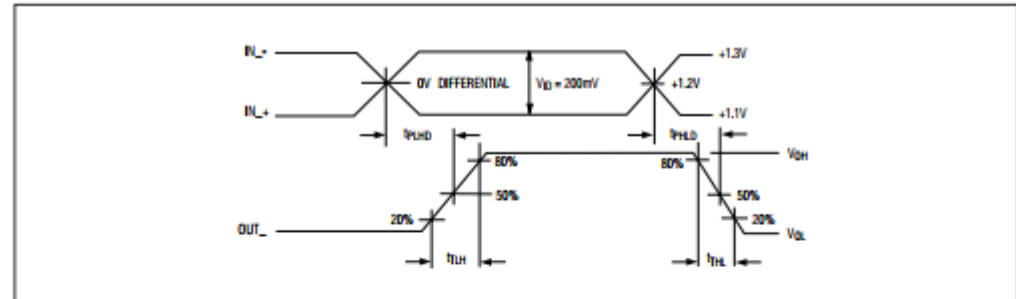 IN_-
+1.3V
0V DIFFERENTIAL
VID = 200mV
+1.2V
IN_+
+1.1V
tPLHD
tPHLD
80%
80%
VOH
50%
50%
20%
20%
OUT_
VOL
tTLH
tTHL